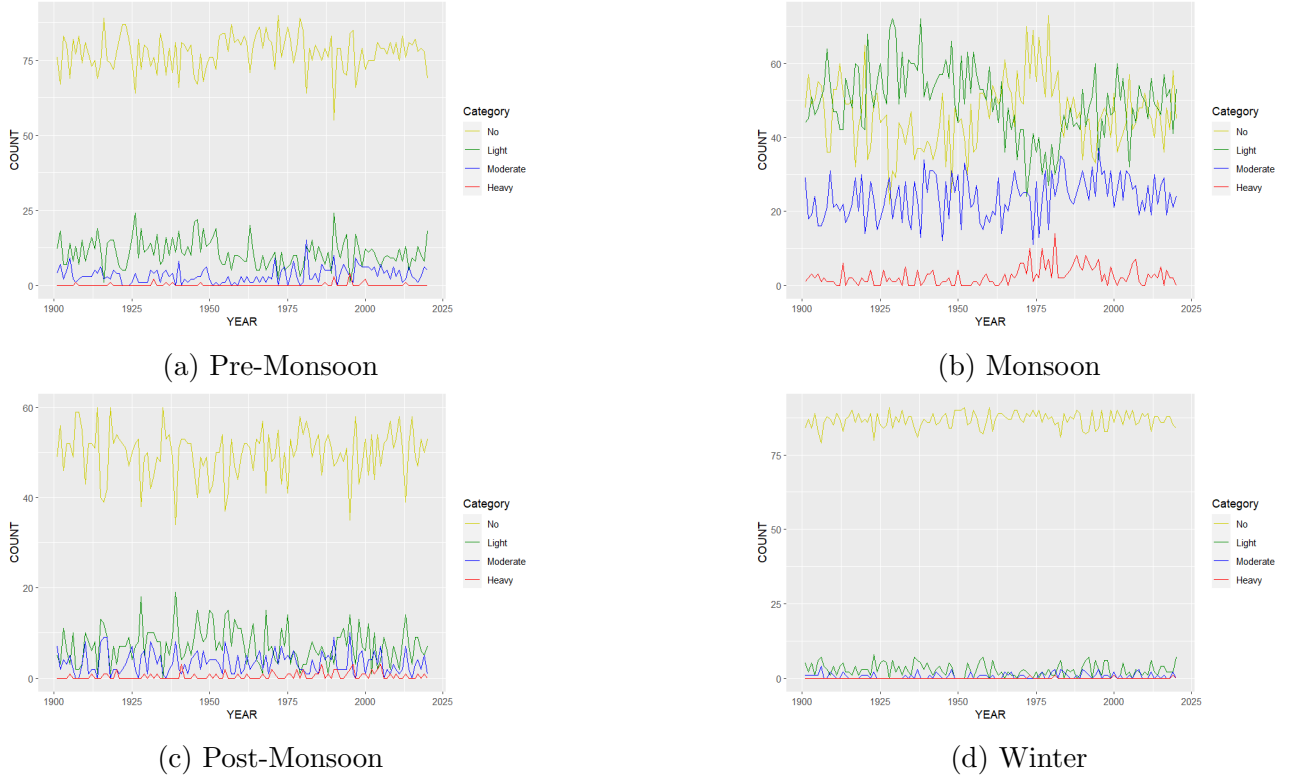 COUNT
75
50
25
0
1900
1925
1950
1975
2000
2025
YEAR
Category
No
Light
Moderate
Heavy
(a) Pre-Monsoon
COUNT
60
40
20
0
1900
1925
1950
1975
2000
2025
YEAR
Category
No
Light
Moderate
Heavy
(b) Monsoon
COUNT
60
40
20
0
1900
1925
1950
1975
2000
2025
YEAR
Category
No
Light
Moderate
Heavy
(c) Post-Monsoon
COUNT
75
50
25
0
1900
1925
1950
1975
2000
2025
YEAR
Category
No
Light
Moderate
Heavy
(d) Winter